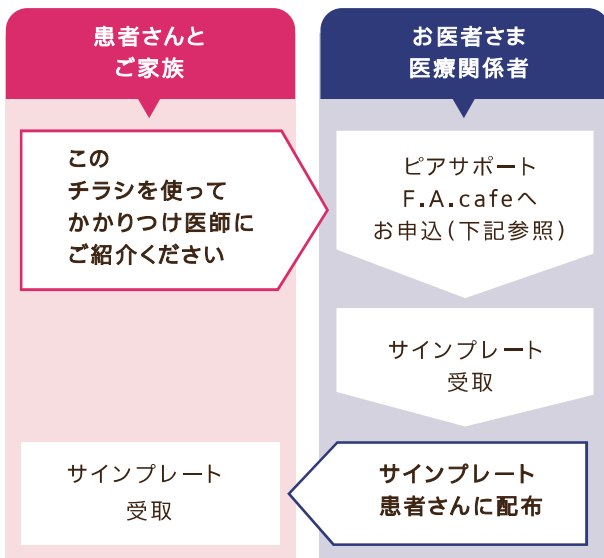 患者さんと
ご家族
お医者さま
医療関係者
この
チラシを使って
かかりつけ医師に
ご紹介ください
ピアサポート
F.A.cafeへ
お申込(下記参照)
サインプレート
受取
サインプレート
患者さんに配布
サインプレート
受取